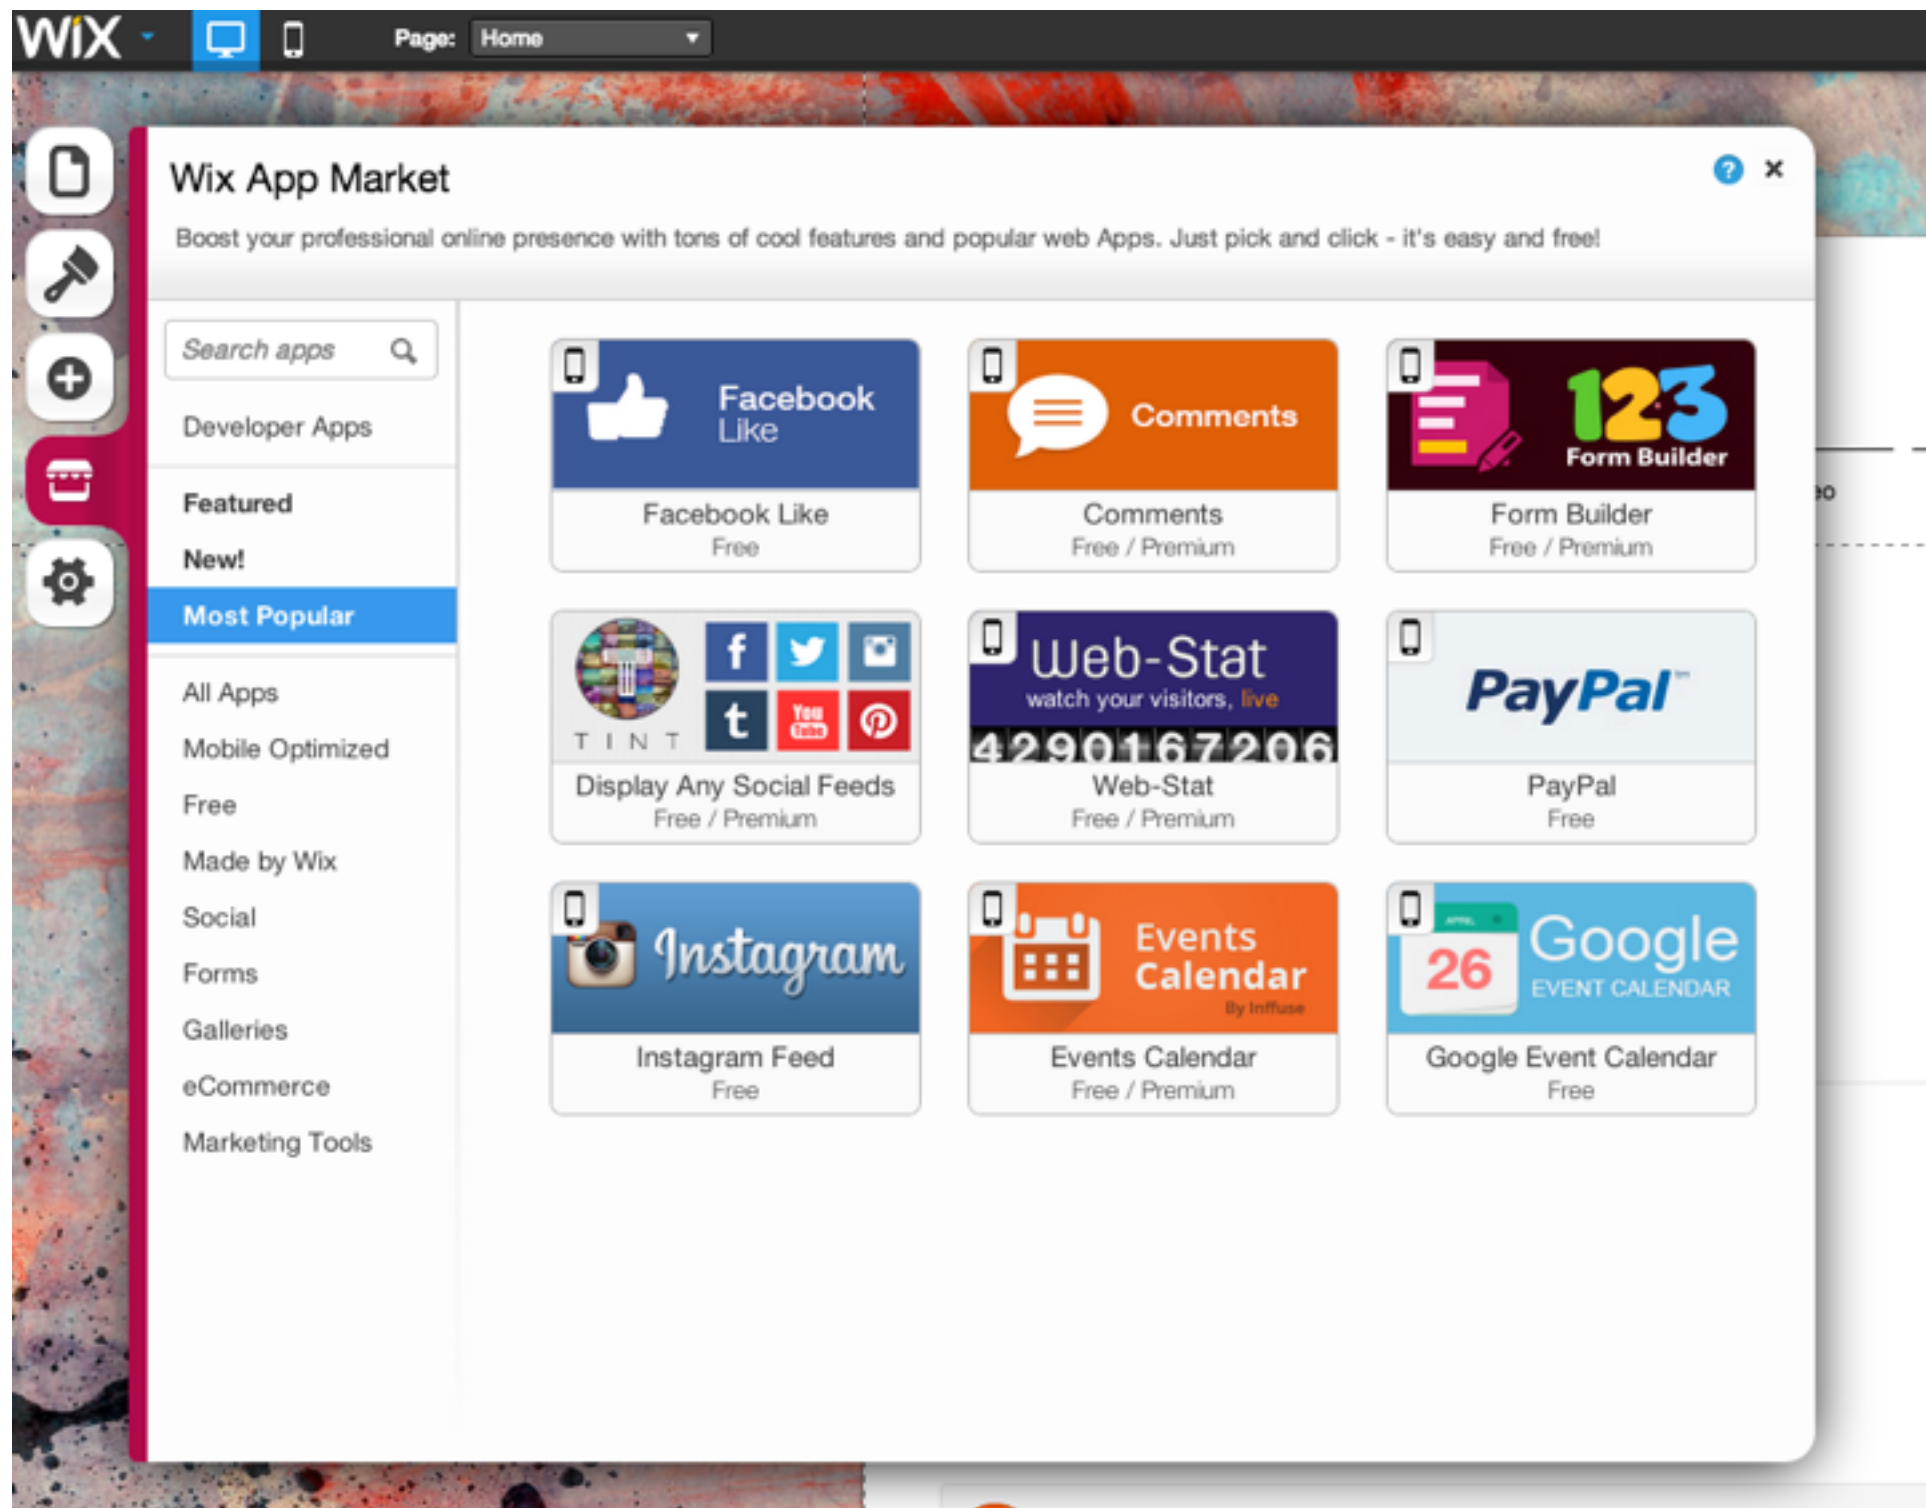 WiX
Page: Home
Wix App Market
Boost your professional online presence with tons of cool features and popular web Apps. Just pick and click - it's easy and free!
Search apps
Developer Apps
Featured
New!
Most Popular
All Apps
Mobile Optimized
Free
Made by Wix
Social
Forms
Galleries
eCommerce
Marketing Tools
Facebook
Like
Facebook Like
Free
Comments
Comments
Free / Premium
123
Form Builder
Form Builder
Free / Premium
TINT
f
t
You
Tube
Display Any Social Feeds
Free / Premium
Web-Stat
watch your visitors, live
4290167206
Web-Stat
Free / Premium
PayPal
PayPal
Free
Instagram
Instagram Feed
Free
Events
Calendar
By Inffuse
Events Calendar
Free / Premium
APRIL
26
Google
EVENT CALENDAR
Google Event Calendar
Free